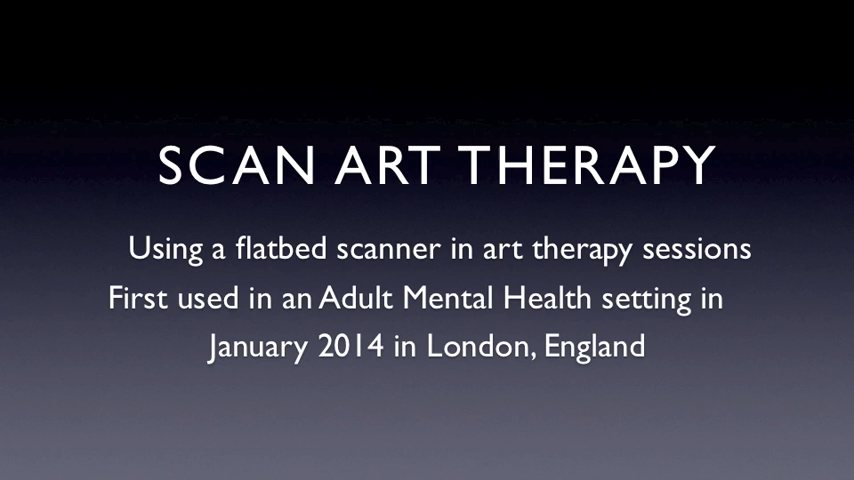 SCAN ART THERAPY
Using a flatbed scanner in art therapy sessions
First used in an Adult Mental Health setting in
January 2014 in London, England